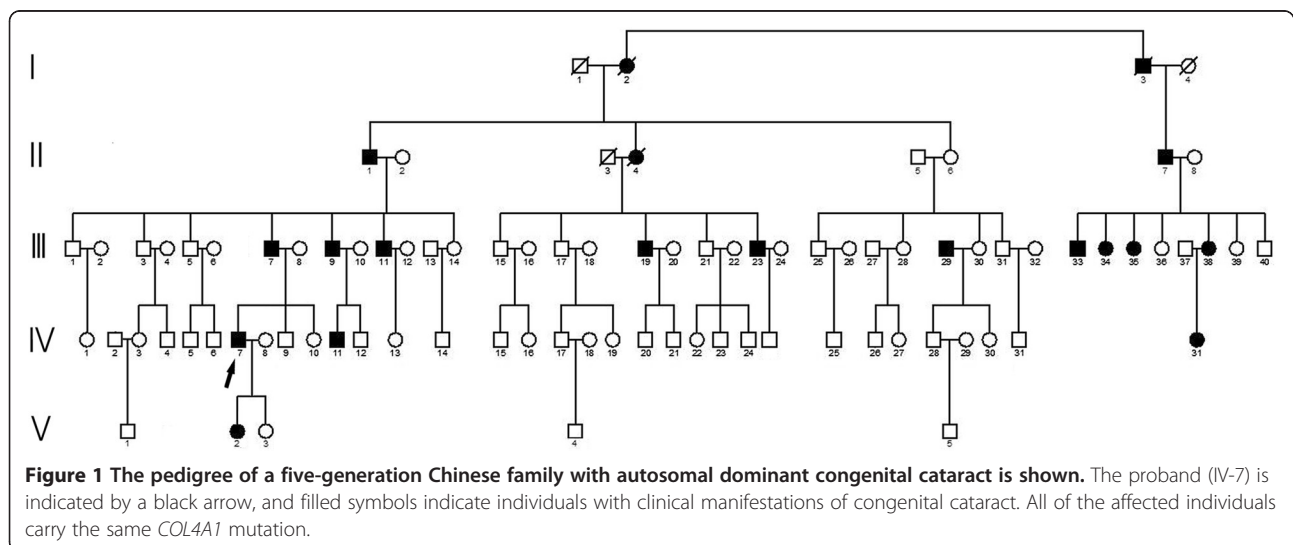 I
1 2 3 4
II
1 2 3 4 5 6 7 8
III
1 2 3 4 5 6 7 8 9 10 11 12 13 14 15 16 17 18 19 20 21 22 23 24 25 26 27 28 29 30 31 32 33 34 35 36 37 38 39 40
IV
1 2 3 4 5 6 7 8 9 10 11 12 13 14 15 16 17 18 19 20 21 22 23 24 25 26 27 28 29 30 31 31
V
1 2 3 4 5
Figure 1 The pedigree of a five-generation Chinese family with autosomal dominant congenital cataract is shown. The proband (IV-7) is
indicated by a black arrow, and filled symbols indicate individuals with clinical manifestations of congenital cataract. All of the affected individuals
carry the same COL4A1 mutation.